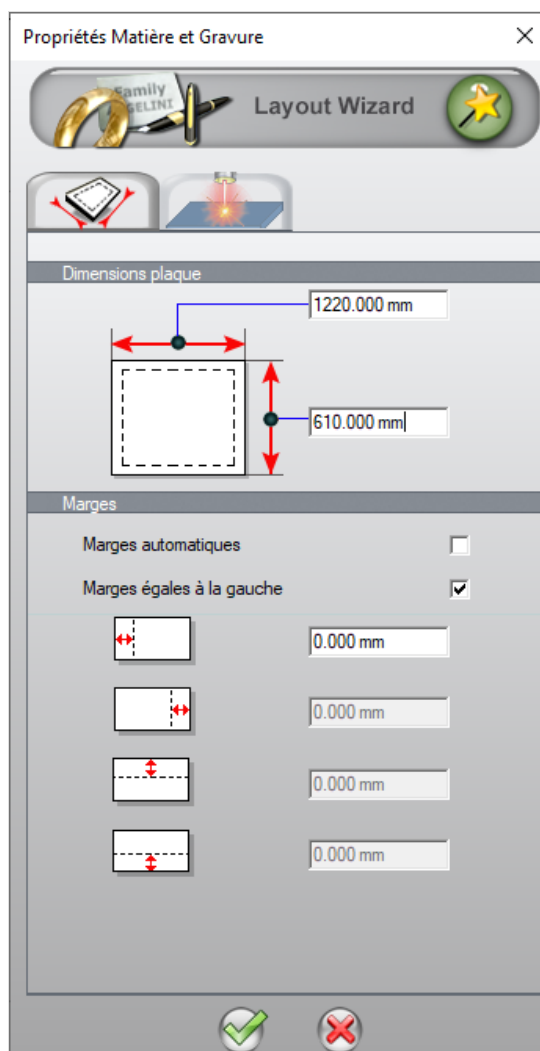 Propriétés Matière et Gravure
Family
GELINI
Layout Wizard
Dimensions plaque
1220.000 mm
610.000 mm
Marges
Marges automatiques
Marges égales à la gauche
0.000 mm
0.000 mm
0.000 mm
0.000 mm